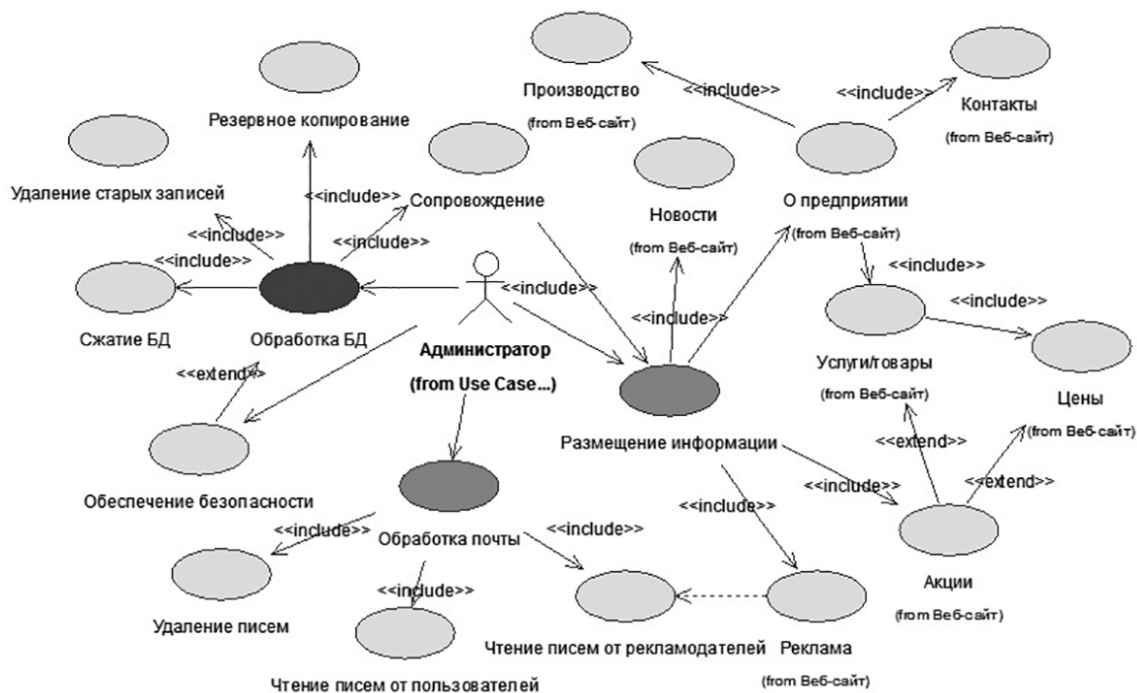 Производство
(from Веб-сайт)
<<include>>
<<include>>
Контакты
(from Веб-сайт)
Резервное копирование
Удаление старых записей
<<include>>
<<include>>
Сопровождение
<<include>>
<<include>>
<<include>>
Новости
(from Веб-сайт)
О предприятии
(from Веб-сайт)
<<include>>
<<include>>
<<include>>
<<include>>
Сжатие БД
Обработка БД
Администратор
(from Use Case...)
Услуги/товары
(from Веб-сайт)
Цены
(from Веб-сайт)
<<extend>>
<<extend>>
<<extend>>
Размещение информации
<<include>>
<<include>>
Обеспечение безопасности
<<include>>
Обработка почты
<<include>>
<<include>>
Акции
(from Веб-сайт)
Удаление писем
Чтение писем от рекламодателей
Реклама
(from Веб-сайт)
Чтение писем от пользователей